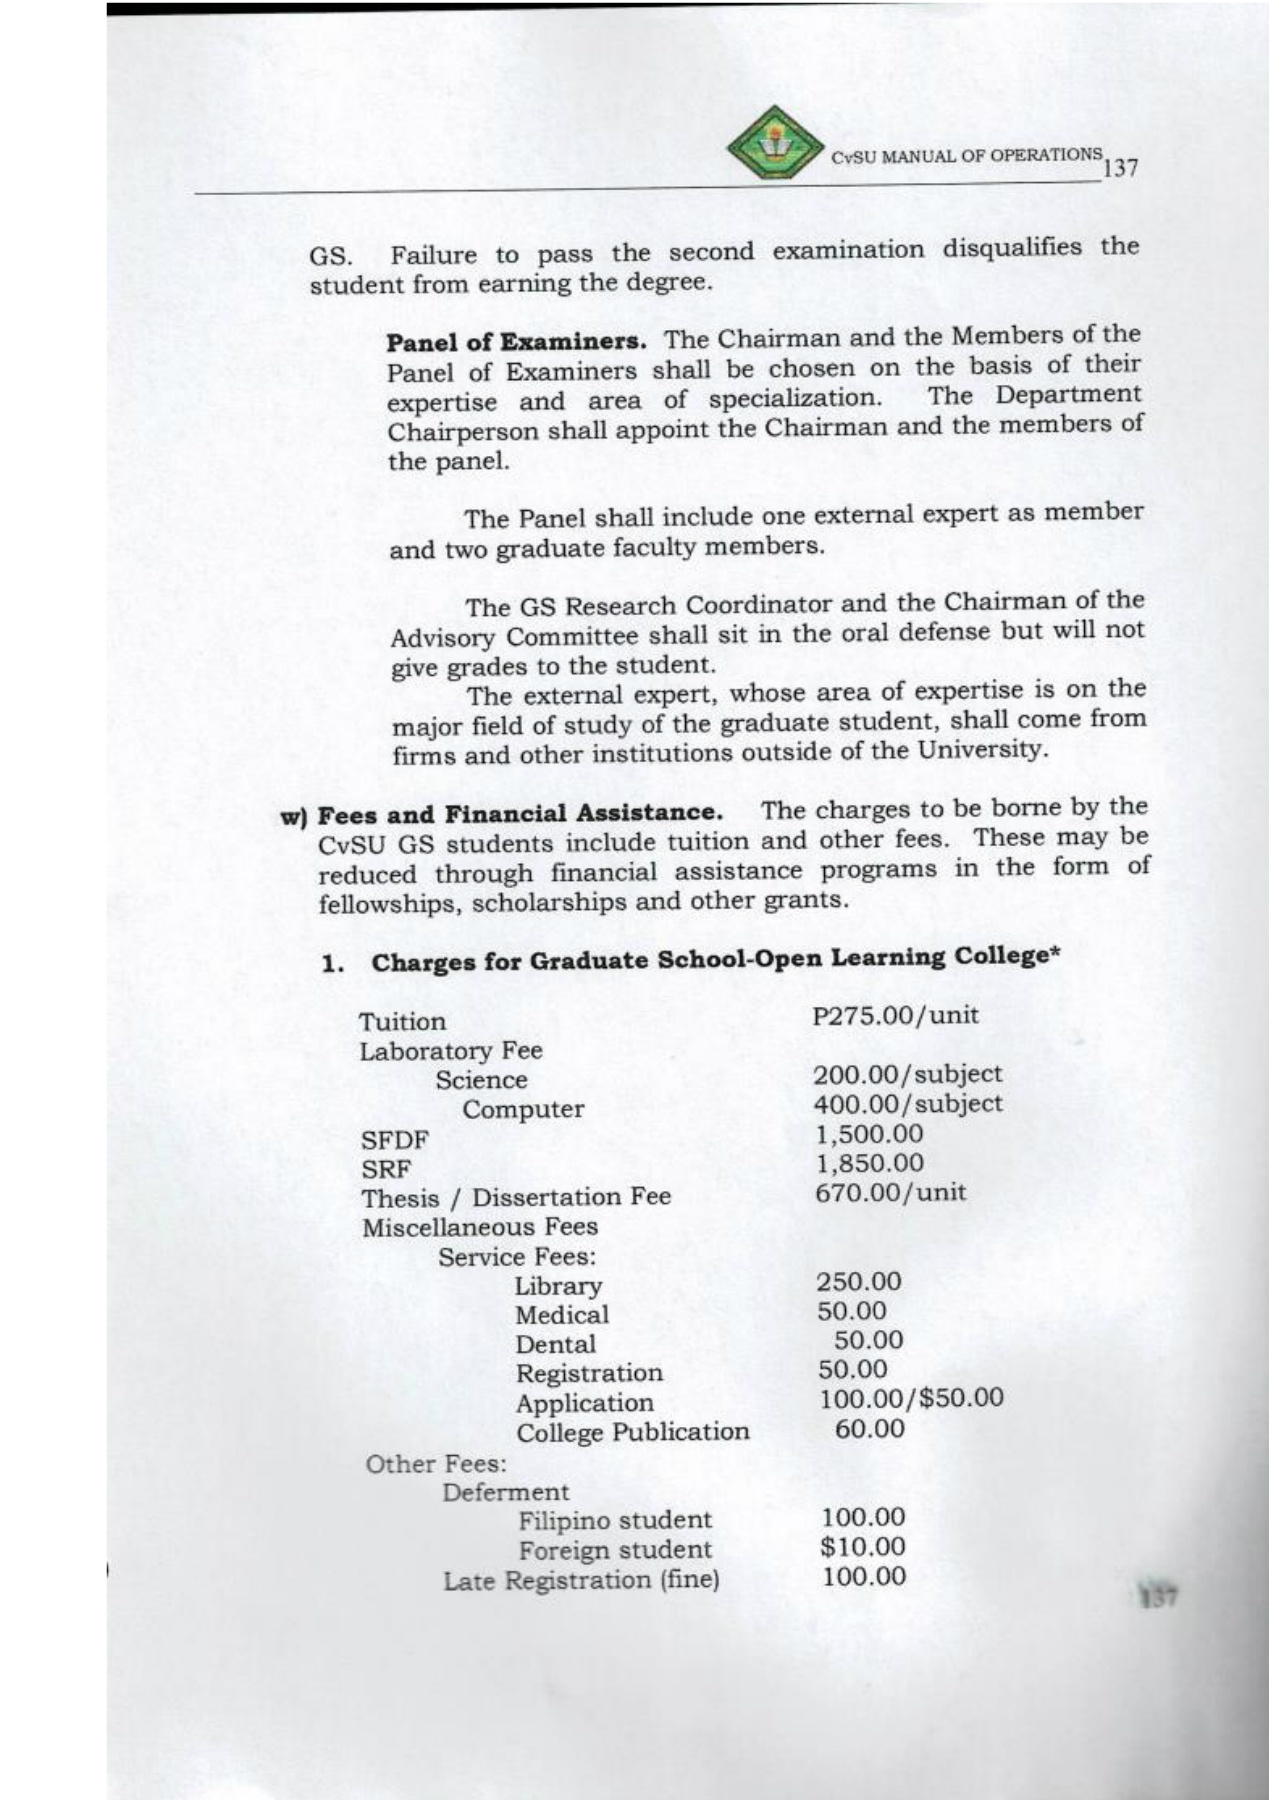 CvSU MANUAL OF OPERATIONS
137
GS. Failure to pass the second examination disqualifies the
student from earning the degree.
Panel of Examiners. The Chairman and the Members of the
Panel of Examiners shall be chosen on the basis of their
expertise and area of specialization. The Department
Chairperson shall appoint the Chairman and the members of
the panel.
The Panel shall include one external expert as member
and two graduate faculty members.
The GS Research Coordinator and the Chairman of the
Advisory Committee shall sit in the oral defense but will not
give grades to the student.
The external expert, whose area of expertise is on the
major field of study of the graduate student, shall come from
firms and other institutions outside of the University.
w) Fees and Financial Assistance. The charges to be borne by the
CvSU GS students include tuition and other fees. These may be
reduced through financial assistance programs in the form of
fellowships, scholarships and other grants.
1. Charges for Graduate School-Open Learning College*
Tuition P275.00/unit
Laboratory Fee
Science 200.00/subject
Computer 400.00/subject
SFDF 1,500.00
SRF 1,850.00
Thesis / Dissertation Fee 670.00/unit
Miscellaneous Fees
Service Fees:
Library 250.00
Medical 50.00
Dental 50.00
Registration 50.00
Application 100.00/$50.00
College Publication 60.00
Other Fees:
Deferment
Filipino student 100.00
Foreign student $10.00
Late Registration (fine) 100.00
137